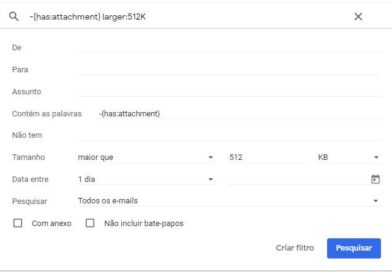 -{has:attachment} larger:512K
De
Para
Assunto
Contém as palavras -{has:attachment}
Não tem
Tamanho maior que 512 KB
Data entre 1 dia
Pesquisar Todos os e-mails
Com anexo Não incluir bate-papos
Criar filtro Pesquisar